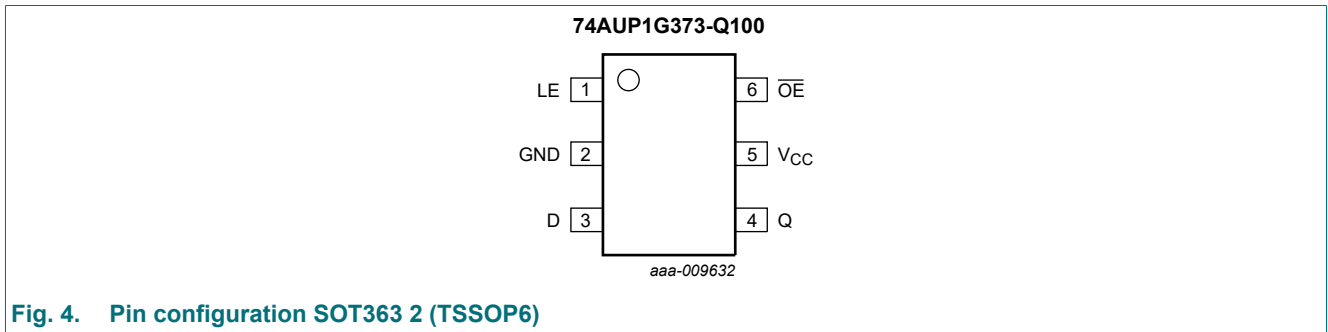 74AUP1G373-Q100
LE 1 6 OE
GND 2 5 VCC
D 3 4 Q
aaa-009632
Fig. 4. Pin configuration SOT363 2 (TSSOP6)